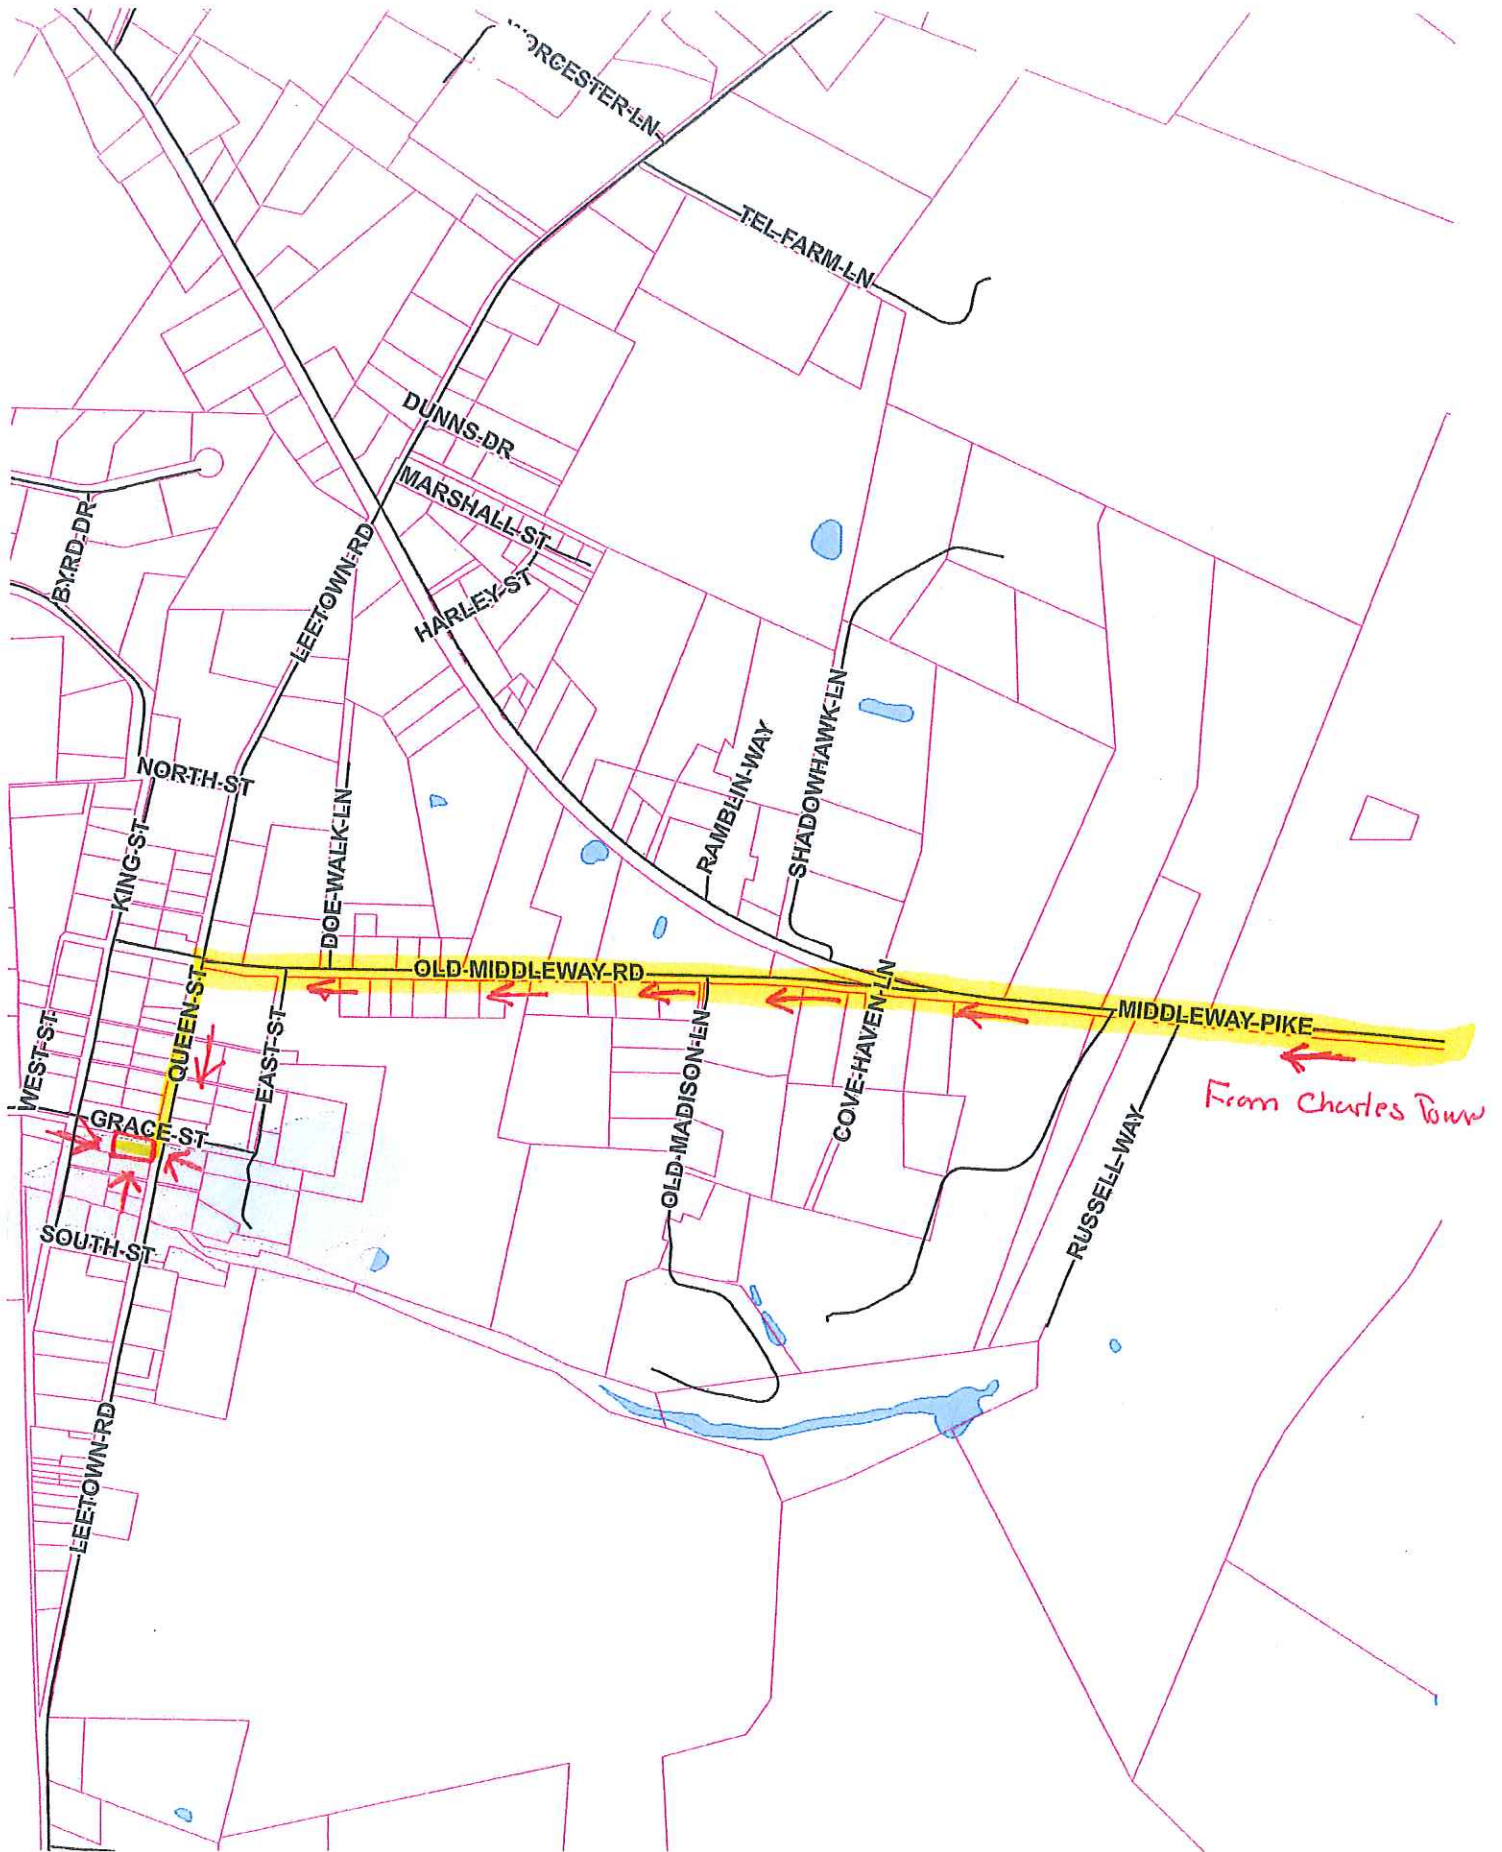 WORCESTER-LN
TEL-FARM-LN
DUNNS-DR
MARSHALL-ST
HARLEY-ST
BYRD-DR
LEETOWN-RD
NORTH-ST
KING-ST
DOE-WALK-LN
RAMBLIN-WAY
SHADOWHAWK-LN
OLD-MIDDLEWAY-RD
MIDDLEWAY-PIKE
From Charles Town
QUEEN-ST
WEST-ST
EAST-ST
GRACE-ST
OLD-MADISON-LN
COVE-HAVEN-LN
RUSSELL-WAY
SOUTH-ST
LEETOWN-RD